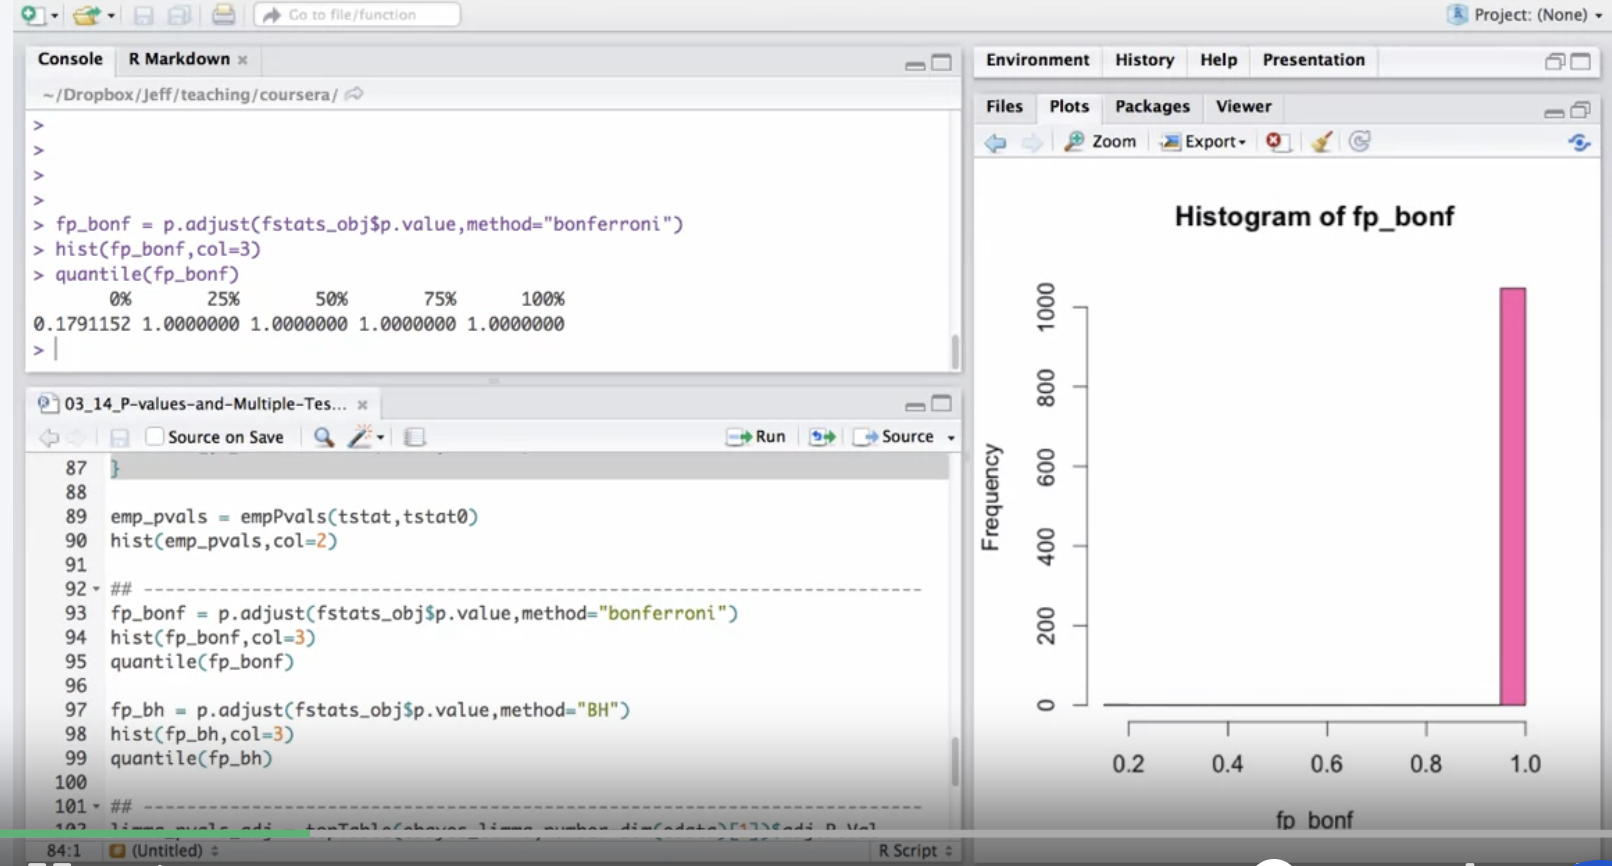 Go to file/function
Project: (None)
Console R Markdown
~/Dropbox/Jeff/teaching/coursera/
>
>
>
>
> fp_bonf = p.adjust(fstats_obj$p.value,method="bonferroni")
> hist(fp_bonf,col=3)
> quantile(fp_bonf)
0% 25% 50% 75% 100%
0.1791152 1.0000000 1.0000000 1.0000000 1.0000000
>
03_14_P-values-and-Multiple-Tes...
Source on Save
Run
Source
87 }
88
89 emp_pvals = empPvals(tstat,tstat0)
90 hist(emp_pvals,col=2)
91
92 ## ------------------------------------------------------------------------
93 fp_bonf = p.adjust(fstats_obj$p.value,method="bonferroni")
94 hist(fp_bonf,col=3)
95 quantile(fp_bonf)
96
97 fp_bh = p.adjust(fstats_obj$p.value,method="BH")
98 hist(fp_bh,col=3)
99 quantile(fp_bh)
100
101 ## ------------------------------------------------------------------------
84:1 (Untitled) R Script
Environment History Help Presentation
Files Plots Packages Viewer
Zoom Export
Histogram of fp_bonf
Frequency
1000
800
600
400
200
0
0.2 0.4 0.6 0.8 1.0
fp_bonf